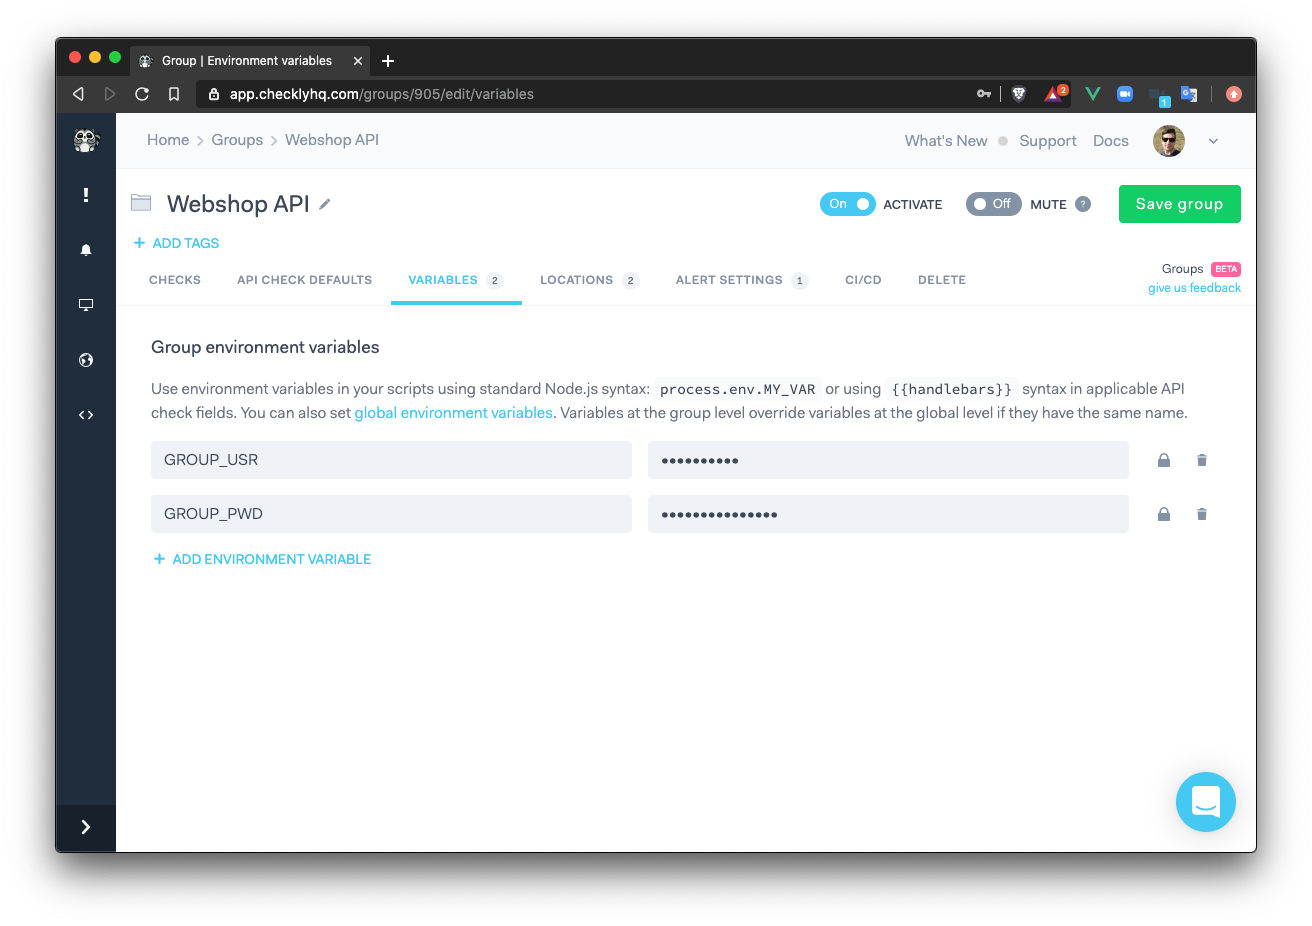 Group | Environment variables
app.checklyhq.com/groups/905/edit/variables
2
1
Home > Groups > Webshop API
What's New Support Docs
Webshop API
On ACTIVATE Off MUTE ? Save group
+ ADD TAGS
CHECKS API CHECK DEFAULTS VARIABLES 2 LOCATIONS 2 ALERT SETTINGS 1 CI/CD DELETE
Groups BETA
give us feedback
Group environment variables
Use environment variables in your scripts using standard Node.js syntax: process.env.MY_VAR or using {{handlebars}} syntax in applicable API
check fields. You can also set global environment variables. Variables at the group level override variables at the global level if they have the same name.
GROUP_USR ••••••••••
GROUP_PWD •••••••••••••••
+ ADD ENVIRONMENT VARIABLE